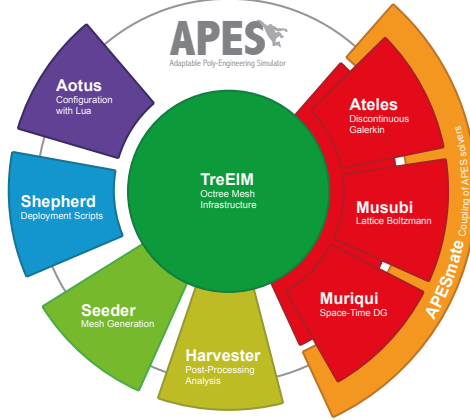 APES
Adaptable Poly-Engineering Simulator
Aotus
Configuration
with Lua
Ateles
Discontinuous
Galerkin
TreElM
Octree Mesh
Infrastructure
Shepherd
Deployment Scripts
Musubi
Lattice Boltzmann
APESmate Coupling of APES solvers
Muriqui
Space-Time DG
Seeder
Mesh Generation
Harvester
Post-Processing
Analysis